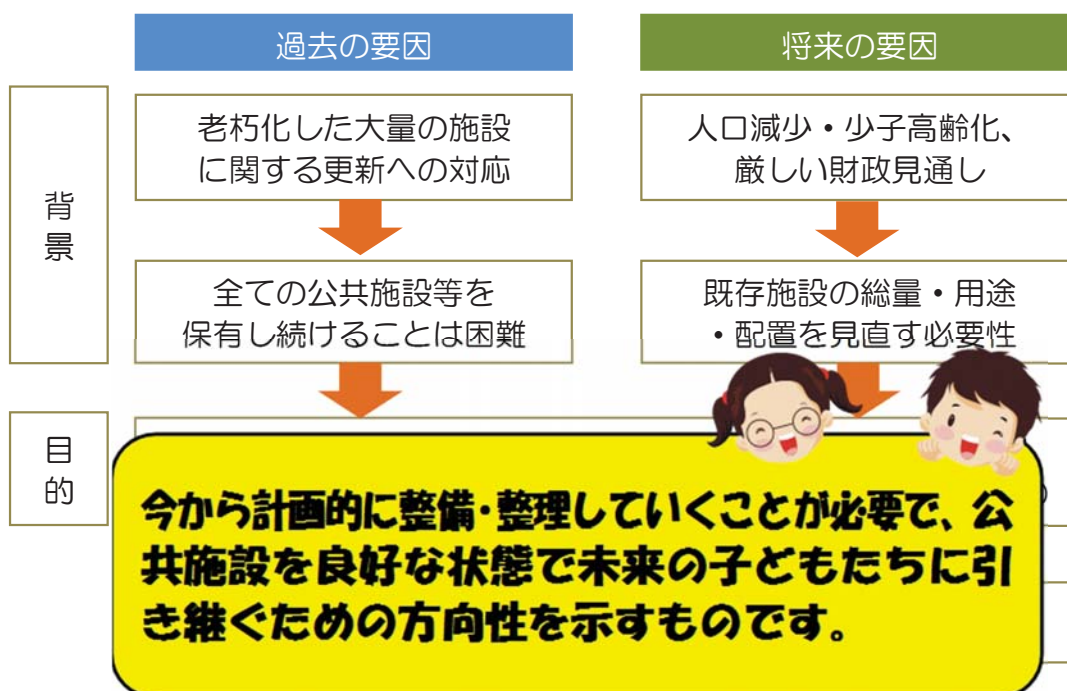 過去の要因
将来の要因
背景
老朽化した大量の施設
に関する更新への対応
人口減少・少子高齢化、
厳しい財政見通し
全ての公共施設等を
保有し続けることは困難
既存施設の総量・用途
・配置を見直す必要性
目的
今から計画的に整備・整理していくことが必要で、公
共施設を良好な状態で未来の子どもたちに引
き継ぐための方向性を示すものです。